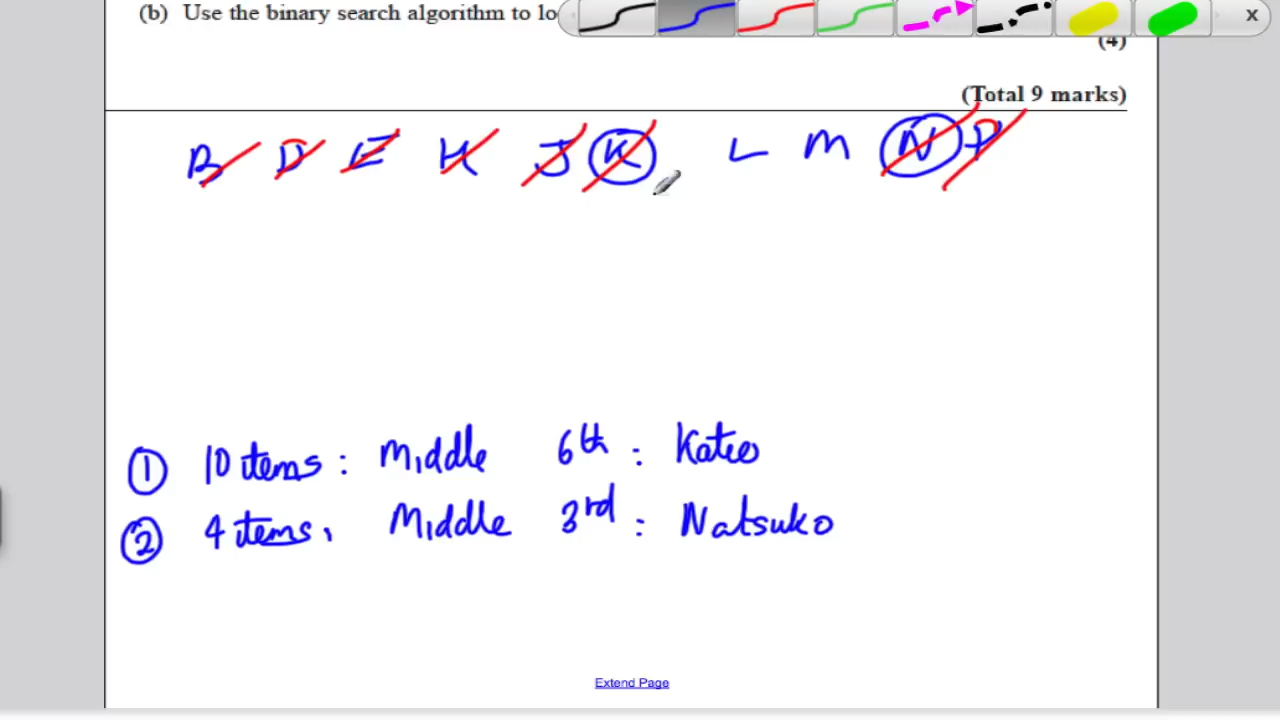 (b) Use the binary search algorithm to lo
x
(4)
(Total 9 marks)
B D E H J K L M N P
① 10 items : Middle 6th : Katie
② 4 items, Middle 3rd : Natsuko
Extend Page